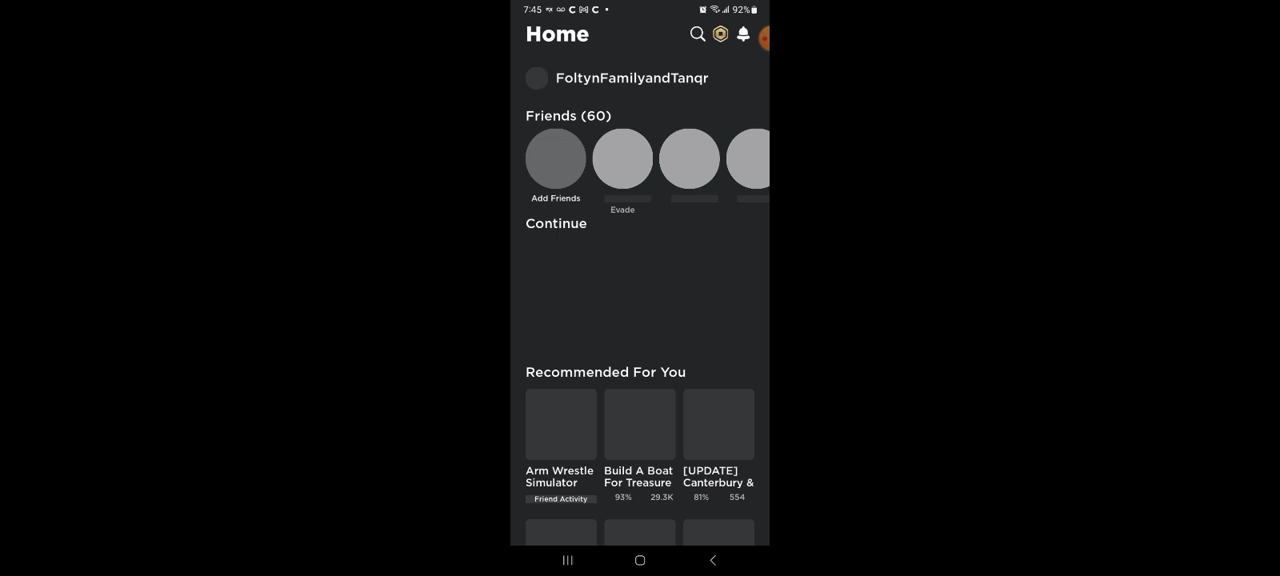 7:45
92%
Home
FoltynFamilyandTanqr
Friends (60)
Add Friends
Evade
Continue
Recommended For You
Arm Wrestle Simulator
Friend Activity
Build A Boat For Treasure
93% 29.3K
[UPDATE] Canterbury &
81% 554